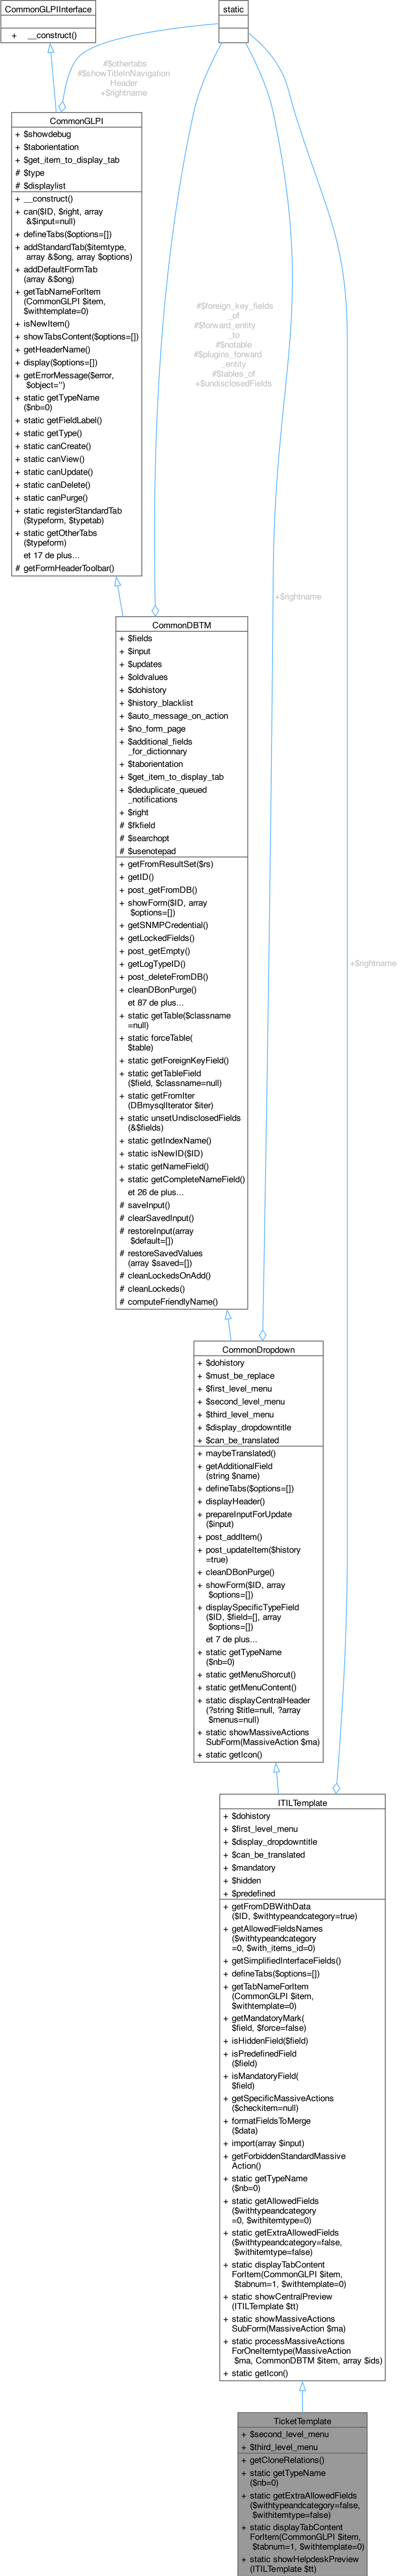 CommonGLPIInterface
+ __construct()
static
#$othertabs
#$showTitleInNavigation
Header
+$rightname
CommonGLPI
+ $showdebug
+ $taborientation
+ $get_item_to_display_tab
# $type
# $displaylist
+ __construct()
+ can($ID, $right, array
&$input=null)
+ defineTabs($options=[])
+ addStandardTab($itemtype,
array &$ong, array $options)
+ addDefaultFormTab
(array &$ong)
+ getTabNameForItem
(CommonGLPI $item,
$withtemplate=0)
+ isNewItem()
+ showTabsContent($options=[])
+ getHeaderName()
+ display($options=[])
+ getErrorMessage($error,
$object='')
+ static getTypeName
($nb=0)
+ static getFieldLabel()
+ static getType()
+ static canCreate()
+ static canView()
+ static canUpdate()
+ static canDelete()
+ static canPurge()
+ static registerStandardTab
($typeform, $typetab)
+ static getOtherTabs
($typeform)
et 17 de plus...
# getFormHeaderToolbar()
#$foreign_key_fields
_of
#$forward_entity
_to
#$notable
#$plugins_forward
_entity
#$tables_of
+$undisclosedFields
+$rightname
CommonDBTM
+ $fields
+ $input
+ $updates
+ $oldvalues
+ $dohistory
+ $history_blacklist
+ $auto_message_on_action
+ $no_form_page
+ $additional_fields
_for_dictionnary
+ $taborientation
+ $get_item_to_display_tab
+ $deduplicate_queued
_notifications
+ $right
# $fkfield
# $searchopt
# $usenotepad
+ getFromResultSet($rs)
+ getID()
+ post_getFromDB()
+ showForm($ID, array
$options=[])
+ getSNMPCredential()
+ getLockedFields()
+ post_getEmpty()
+ getLogTypeID()
+ post_deleteFromDB()
+ cleanDBonPurge()
et 87 de plus...
+ static getTable($classname
=null)
+ static forceTable(
$table)
+ static getForeignKeyField()
+ static getTableField
($field, $classname=null)
+ static getFromIter
(DBmysqlIterator $iter)
+ static unsetUndisclosedFields
(&$fields)
+ static getIndexName()
+ static isNewID($ID)
+ static getNameField()
+ static getCompleteNameField()
et 26 de plus...
# saveInput()
# clearSavedInput()
# restoreInput(array
$default=[])
# restoreSavedValues
(array $saved=[])
# cleanLockedsOnAdd()
# cleanLockeds()
# computeFriendlyName()
+$rightname
CommonDropdown
+ $dohistory
+ $must_be_replace
+ $first_level_menu
+ $second_level_menu
+ $third_level_menu
+ $display_dropdowntitle
+ $can_be_translated
+ maybeTranslated()
+ getAdditionalField
(string $name)
+ defineTabs($options=[])
+ displayHeader()
+ prepareInputForUpdate
($input)
+ post_addItem()
+ post_updateItem($history
=true)
+ cleanDBonPurge()
+ showForm($ID, array
$options=[])
+ displaySpecificTypeField
($ID, $field=[], array
$options=[])
et 7 de plus...
+ static getTypeName
($nb=0)
+ static getMenuShorcut()
+ static getMenuContent()
+ static displayCentralHeader
(?string $title=null, ?array
$menus=null)
+ static showMassiveActions
SubForm(MassiveAction $ma)
+ static getIcon()
ITILTemplate
+ $dohistory
+ $first_level_menu
+ $display_dropdowntitle
+ $can_be_translated
+ $mandatory
+ $hidden
+ $predefined
+ getFromDBWithData
($ID, $withtypeandcategory=true)
+ getAllowedFieldsNames
($withtypeandcategory
=0, $with_items_id=0)
+ getSimplifiedInterfaceFields()
+ defineTabs($options=[])
+ getTabNameForItem
(CommonGLPI $item,
$withtemplate=0)
+ getMandatoryMark(
$field, $force=false)
+ isHiddenField($field)
+ isPredefinedField
($field)
+ isMandatoryField(
$field)
+ getSpecificMassiveActions
($checkitem=null)
+ formatFieldsToMerge
($data)
+ import(array $input)
+ getForbiddenStandardMassive
Action()
+ static getTypeName
($nb=0)
+ static getAllowedFields
($withtypeandcategory
=0, $withitemtype=0)
+ static getExtraAllowedFields
($withtypeandcategory=false,
$withitemtype=false)
+ static displayTabContent
ForItem(CommonGLPI $item,
$tabnum=1, $withtemplate=0)
+ static showCentralPreview
(ITILTemplate $tt)
+ static showMassiveActions
SubForm(MassiveAction $ma)
+ static processMassiveActions
ForOneItemtype(MassiveAction
$ma, CommonDBTM $item, array $ids)
+ static getIcon()
TicketTemplate
+ $second_level_menu
+ $third_level_menu
+ getCloneRelations()
+ static getTypeName
($nb=0)
+ static getExtraAllowedFields
($withtypeandcategory=false,
$withitemtype=false)
+ static displayTabContent
ForItem(CommonGLPI $item,
$tabnum=1, $withtemplate=0)
+ static showHelpdeskPreview
(ITILTemplate $tt)